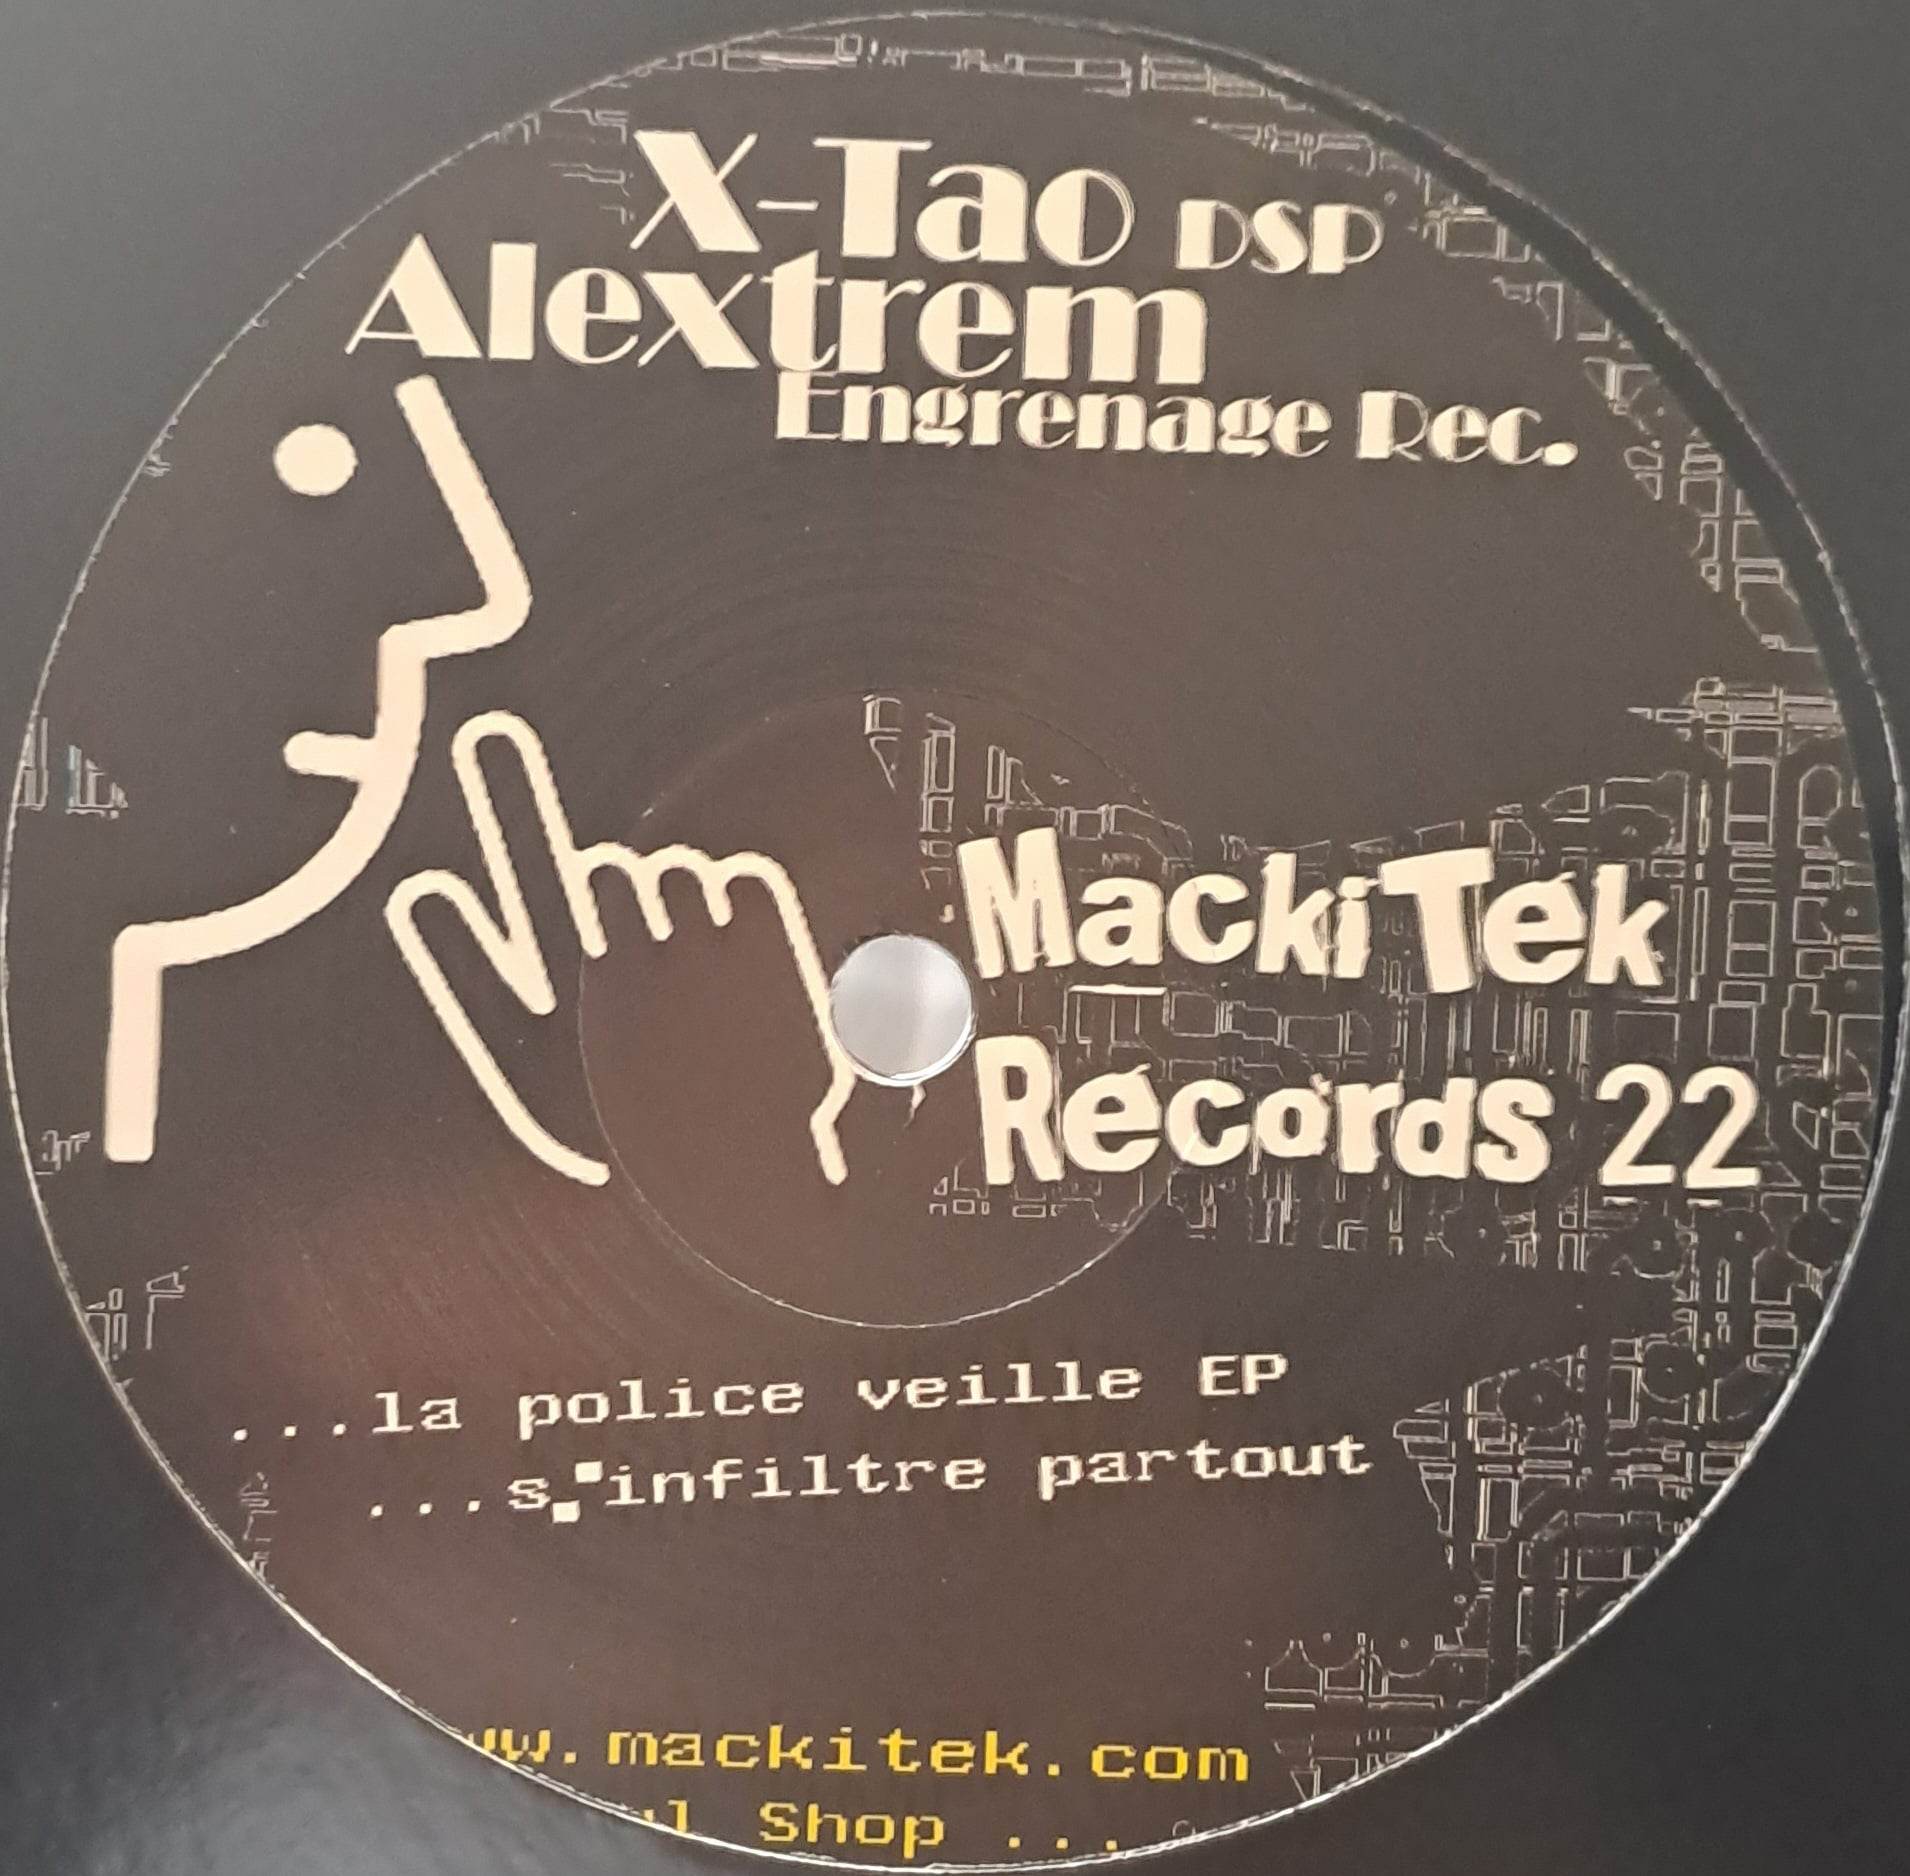 X-Tao DSP
Alextrem
Engrenage Rec.
MackiTek
Records 22
...la police veille EP
...s'infiltre partout
.mackitek.com
Shop ...